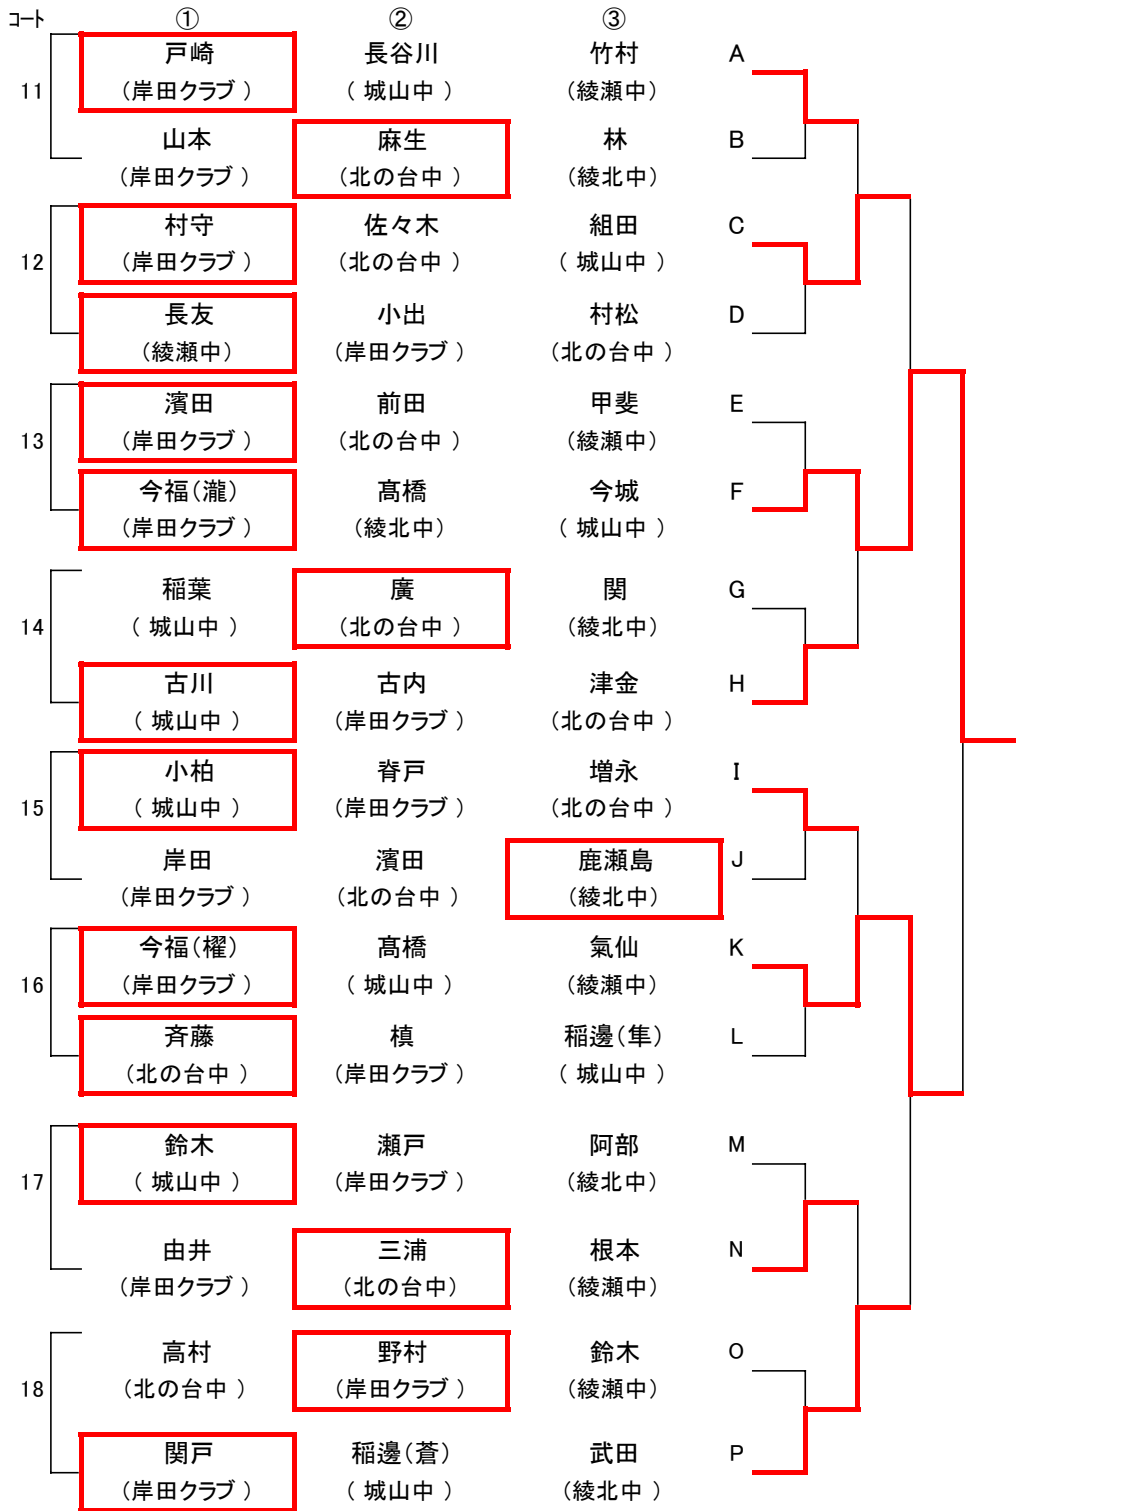 コート ① ② ③
戸崎 長谷川 竹村 A
11 (岸田クラブ ) ( 城山中 ) (綾瀬中)
山本 麻生 林 B
(岸田クラブ ) (北の台中 ) (綾北中)
村守 佐々木 組田 C
12 (岸田クラブ ) (北の台中 ) ( 城山中 )
長友 小出 村松 D
(綾瀬中) (岸田クラブ ) (北の台中 )
濱田 前田 甲斐 E
13 (岸田クラブ ) (北の台中 ) (綾瀬中)
今福(瀧) 髙橋 今城 F
(岸田クラブ ) (綾北中) ( 城山中 )
稲葉 廣 関 G
14 ( 城山中 ) (北の台中 ) (綾北中)
古川 古内 津金 H
( 城山中 ) (岸田クラブ ) (北の台中 )
小柏 脊戸 増永 I
15 ( 城山中 ) (岸田クラブ ) (北の台中 )
岸田 濱田 鹿瀬島 J
(岸田クラブ ) (北の台中 ) (綾北中)
今福(櫂) 髙橋 氣仙 K
16 (岸田クラブ ) ( 城山中 ) (綾瀬中)
斉藤 槙 稲邊(隼) L
(北の台中 ) (岸田クラブ ) ( 城山中 )
鈴木 瀬戸 阿部 M
17 ( 城山中 ) (岸田クラブ ) (綾北中)
由井 三浦 根本 N
(岸田クラブ ) (北の台中) (綾瀬中)
高村 野村 鈴木 O
18 (北の台中 ) (岸田クラブ ) (綾瀬中)
関戸 稲邊(蒼) 武田 P
(岸田クラブ ) ( 城山中 ) (綾北中 )